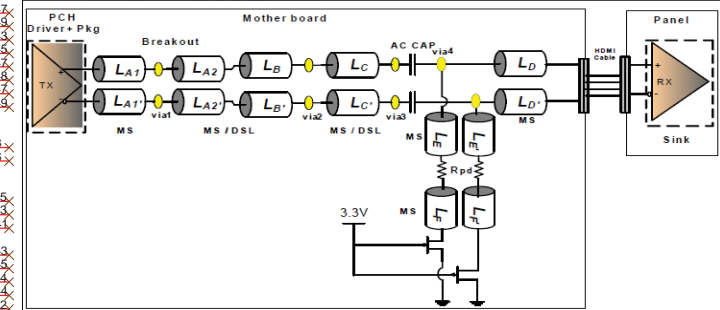 PCH
Driver+ Pkg
Mother board
Panel
Breakout
AC CAP
via4
HDMI
Cable
TX
+
LA1
LA2
LB
LC
LD
+
RX
-
LA1'
LA2'
LB'
LC'
LD'
MS
via1
MS / DSL
via2
MS / DSL
via3
MS
MS
LE
LE'
Sink
Rpd
MS
LF
LF'
3.3V